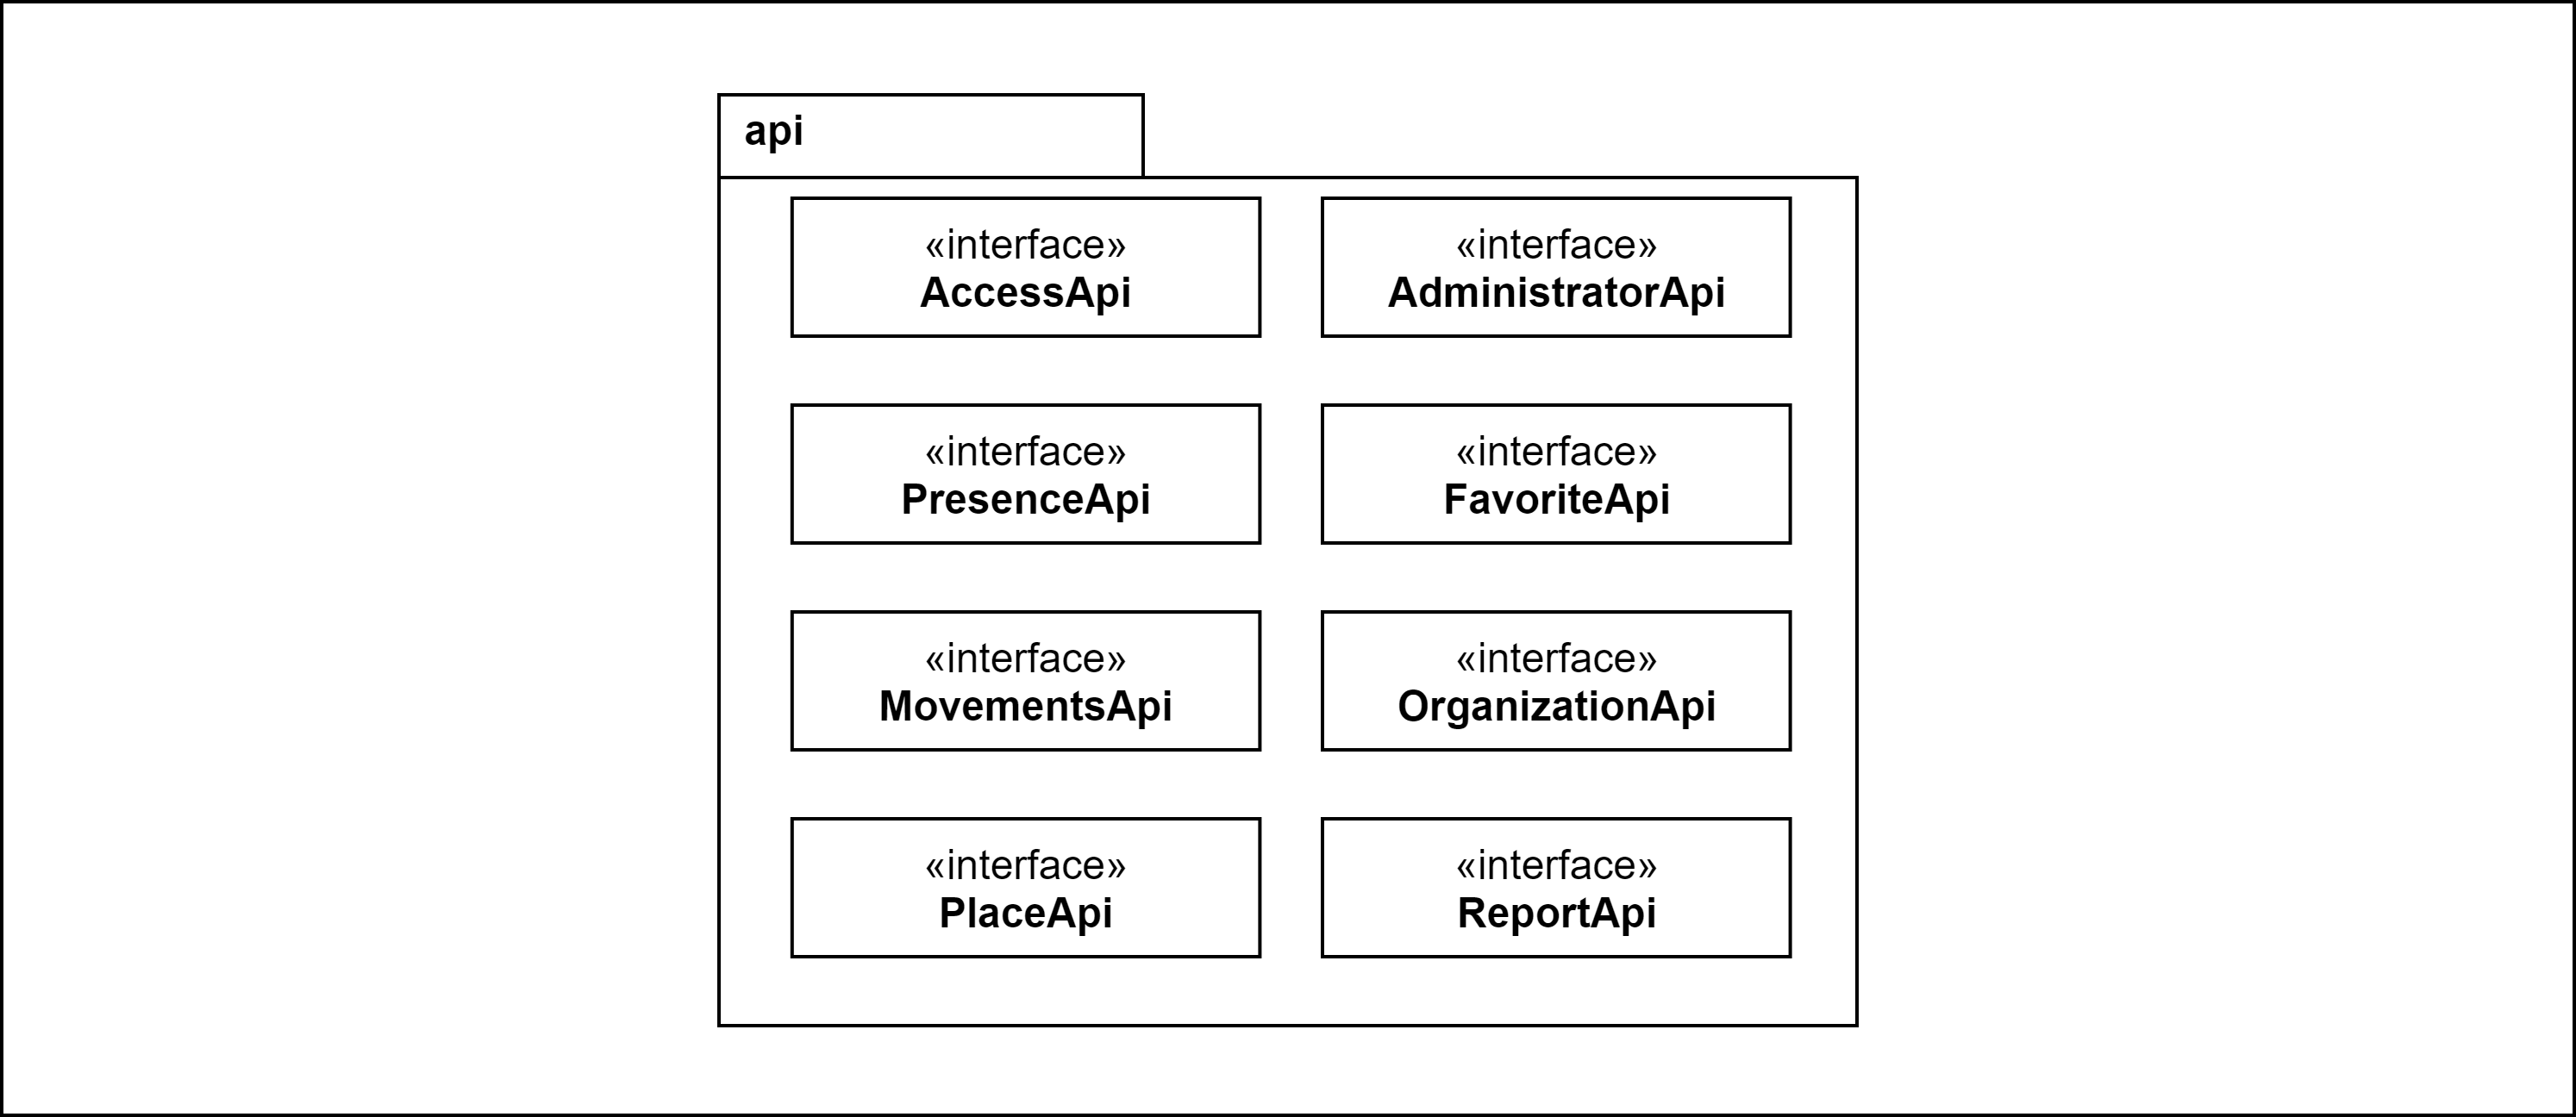 api
«interface»
AccessApi
«interface»
AdministratorApi
«interface»
PresenceApi
«interface»
FavoriteApi
«interface»
MovementsApi
«interface»
OrganizationApi
«interface»
PlaceApi
«interface»
ReportApi